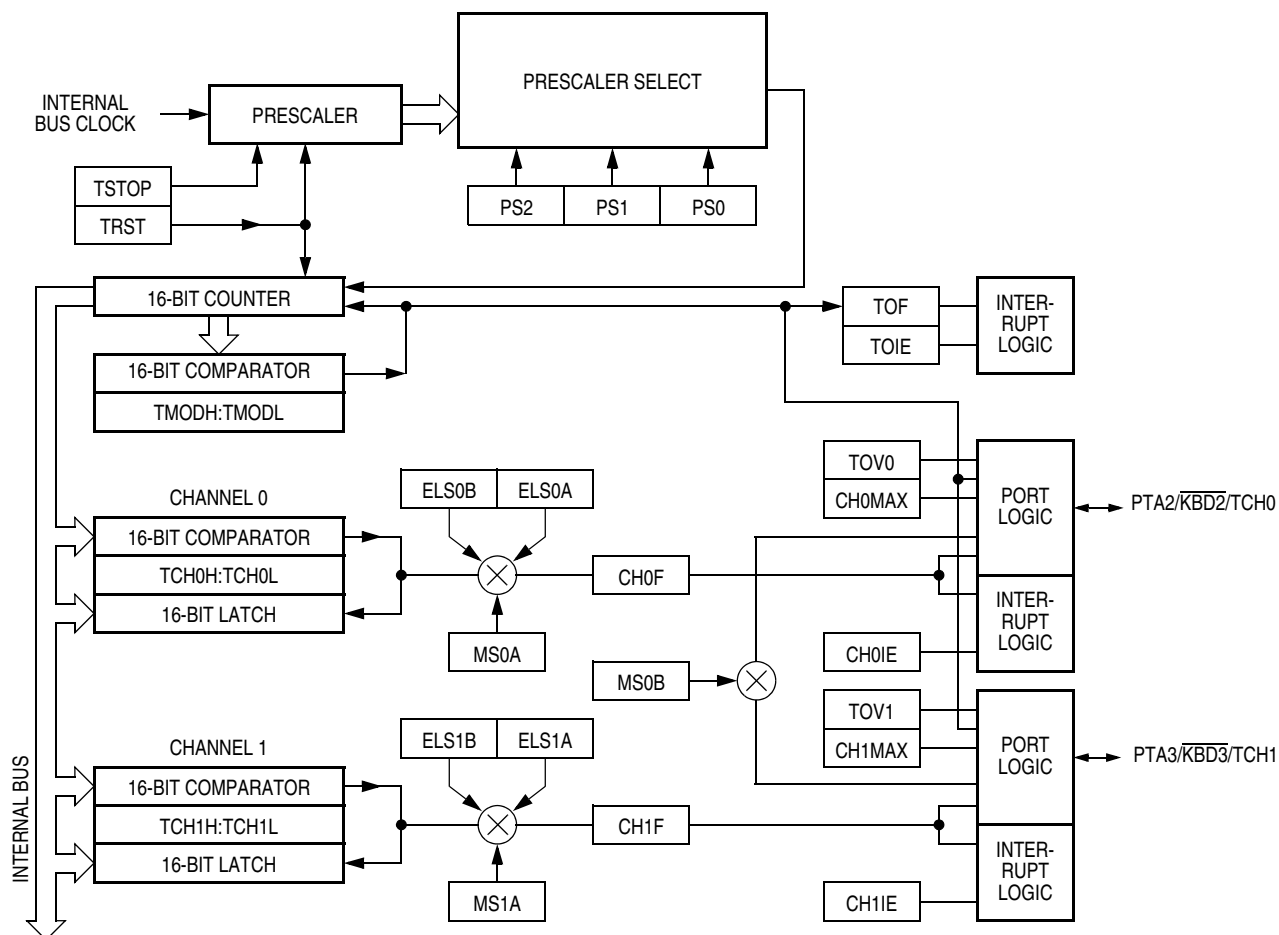 PRESCALER SELECT
INTERNAL
BUS CLOCK
PRESCALER
TSTOP
TRST
PS2
PS1
PS0
16-BIT COUNTER
16-BIT COMPARATOR
TMODH:TMODL
TOF
TOIE
INTER-
RUPT
LOGIC
CHANNEL 0
16-BIT COMPARATOR
TCH0H:TCH0L
16-BIT LATCH
ELS0B
ELS0A
MS0A
CH0F
TOV0
CH0MAX
PORT
LOGIC
PTA2/KBD2/TCH0
INTER-
RUPT
LOGIC
CH0IE
MS0B
CHANNEL 1
16-BIT COMPARATOR
TCH1H:TCH1L
16-BIT LATCH
ELS1B
ELS1A
MS1A
CH1F
TOV1
CH1MAX
PORT
LOGIC
PTA3/KBD3/TCH1
INTER-
RUPT
LOGIC
CH1IE
INTERNAL BUS